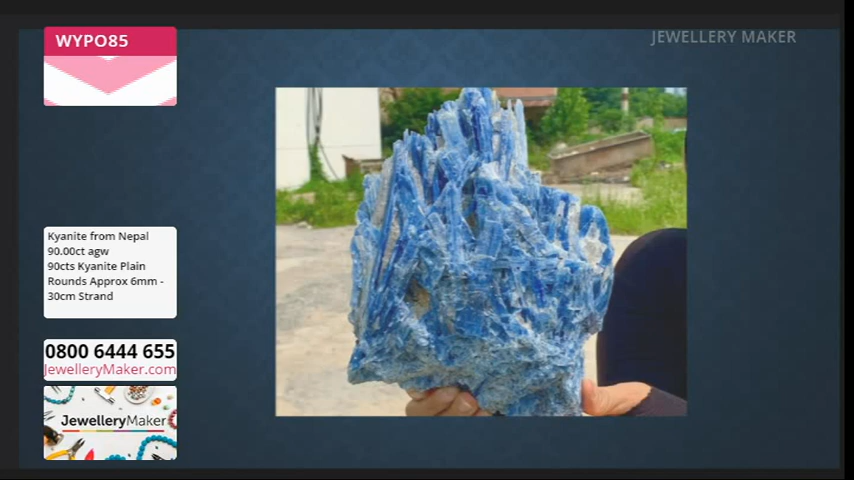 WYPO85
JEWELLERY MAKER
Kyanite from Nepal
90.00ct agw
90cts Kyanite Plain
Rounds Approx 6mm -
30cm Strand
0800 6444 655
JewelleryMaker.com
JewelleryMaker